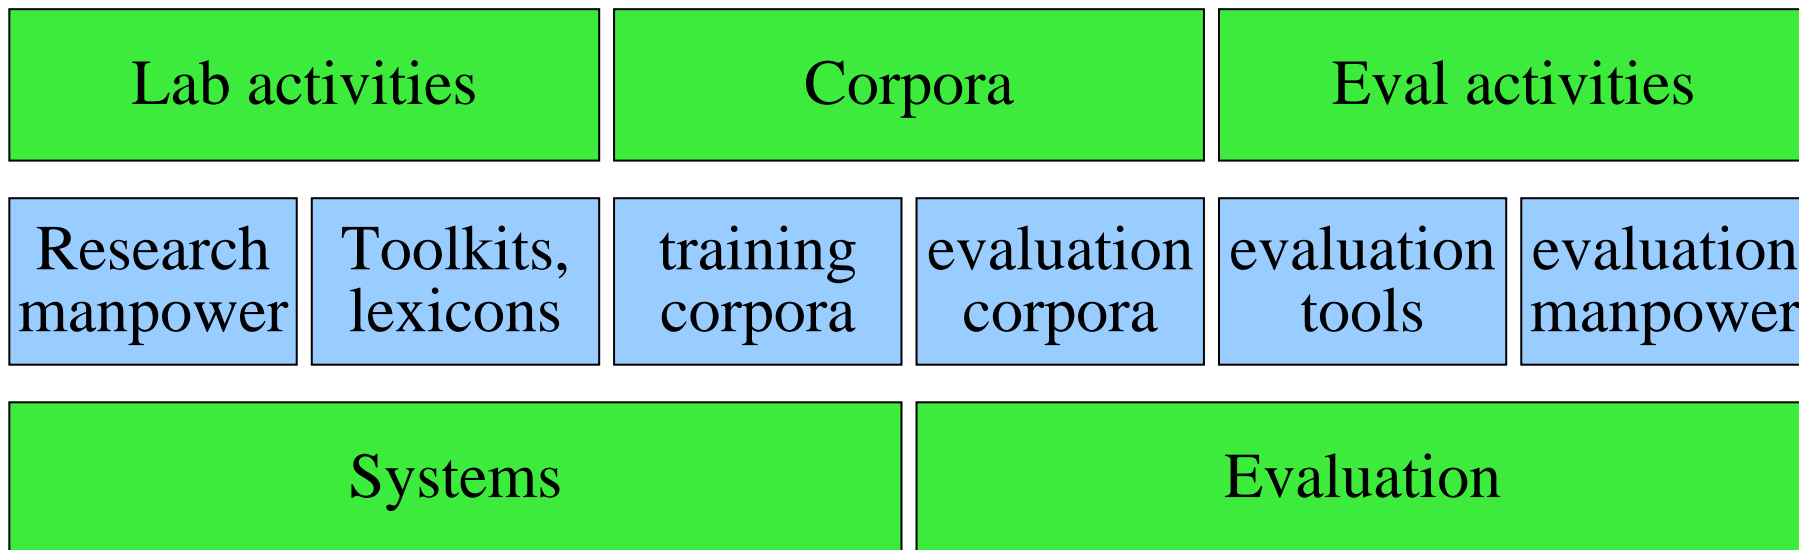 Lab activities
Corpora
Eval activities
Research
manpower
Toolkits,
lexicons
training
corpora
evaluation
corpora
evaluation
tools
evaluation
manpower
Systems
Evaluation